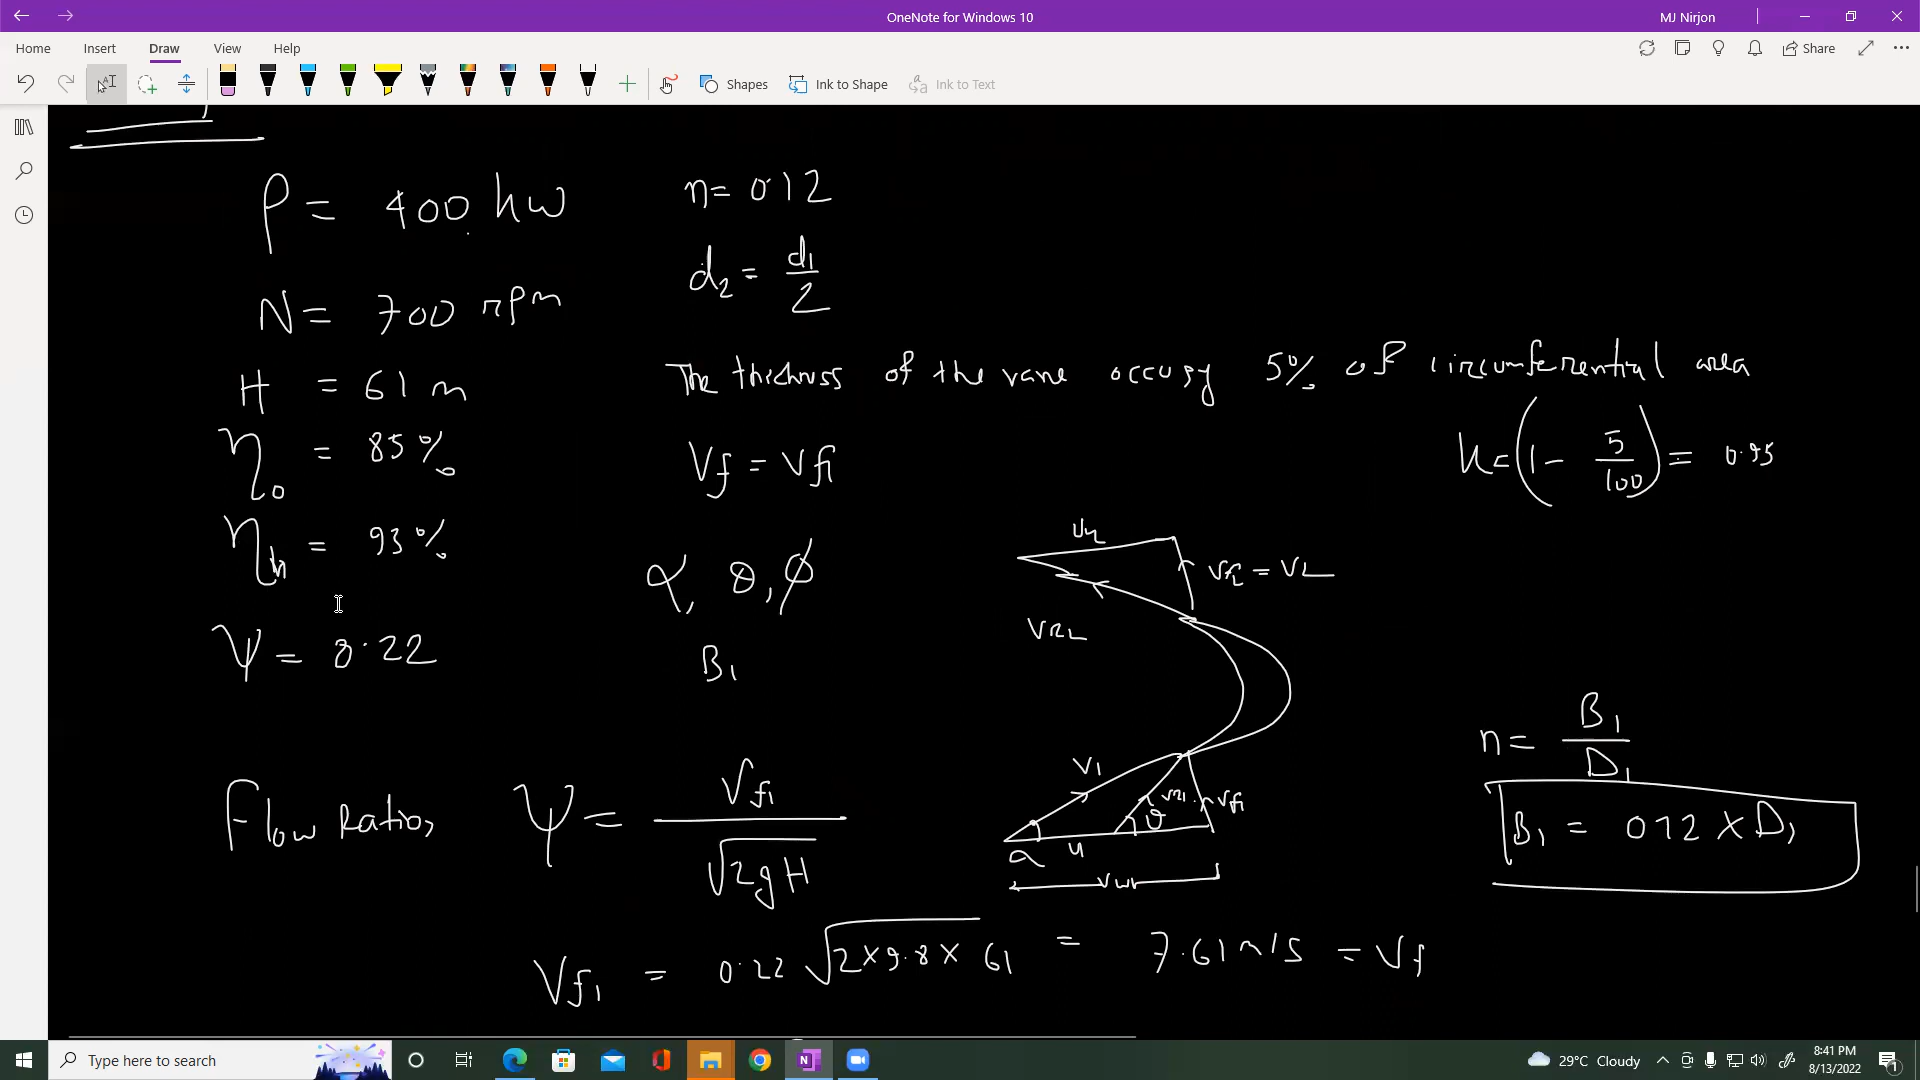 OneNote for Windows 10
MJ Nirjon
Home Insert Draw View Help
Share
Shapes Ink to Shape Ink to Text
P = 400 kw
n = 0.12
N = 700 rpm
d2 = d1/2
H = 61 m
The thickness of the vane occupy 5% of circumferential area
ηo = 85%
Vf = Vf1
K = (1 - 5/100) = 0.95
ηh = 93%
α, θ, ϕ
Vf2 = V2
VR2
ψ = 0.22
B1
n = B1/D1
V1
VR1 Vf1
θ
α u
Vw1
B1 = 0.12 × D1
Flow Ratio, ψ = Vf1/√2gH
Vf1 = 0.22 √2×9.8×61 = 7.61 m/s = Vf
Type here to search
29°C Cloudy
8:41 PM
8/13/2022
1